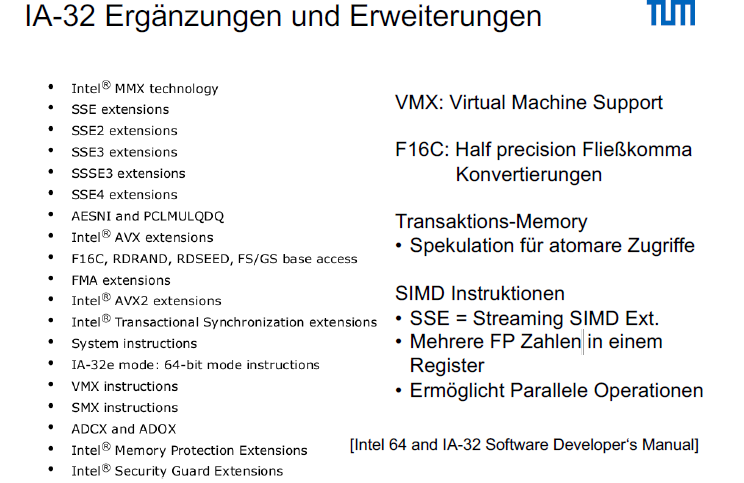 IA-32 Ergänzungen und Erweiterungen
TUM
• Intel® MMX technology
• SSE extensions
• SSE2 extensions
• SSE3 extensions
• SSSE3 extensions
• SSE4 extensions
• AESNI and PCLMULQDQ
• Intel® AVX extensions
• F16C, RDRAND, RDSEED, FS/GS base access
• FMA extensions
• Intel® AVX2 extensions
• Intel® Transactional Synchronization extensions
• System instructions
• IA-32e mode: 64-bit mode instructions
• VMX instructions
• SMX instructions
• ADCX and ADOX
• Intel® Memory Protection Extensions
• Intel® Security Guard Extensions
VMX: Virtual Machine Support
F16C: Half precision Fließkomma
Konvertierungen
Transaktions-Memory
• Spekulation für atomare Zugriffe
SIMD Instruktionen
• SSE = Streaming SIMD Ext.
• Mehrere FP Zahlen in einem
Register
• Ermöglicht Parallele Operationen
[Intel 64 and IA-32 Software Developer‘s Manual]